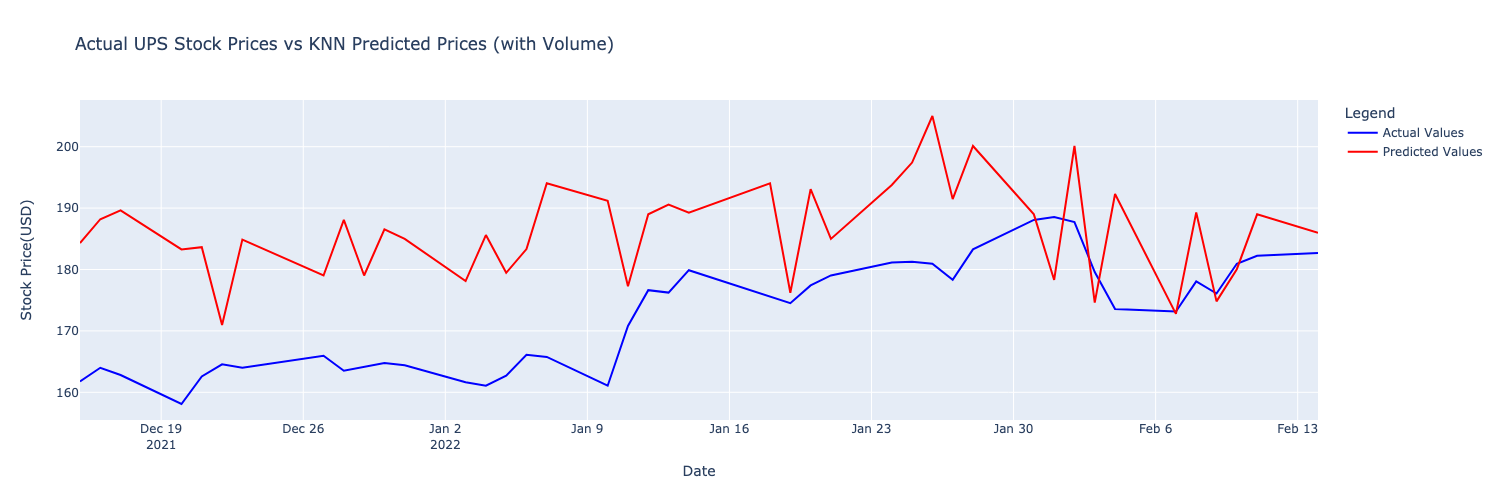 Actual UPS Stock Prices vs KNN Predicted Prices (with Volume)
Legend
Actual Values
Predicted Values
Stock Price(USD)
200
190
180
170
160
Dec 19 Dec 26 Jan 2 Jan 9 Jan 16 Jan 23 Jan 30 Feb 6 Feb 13
2021 2022
Date